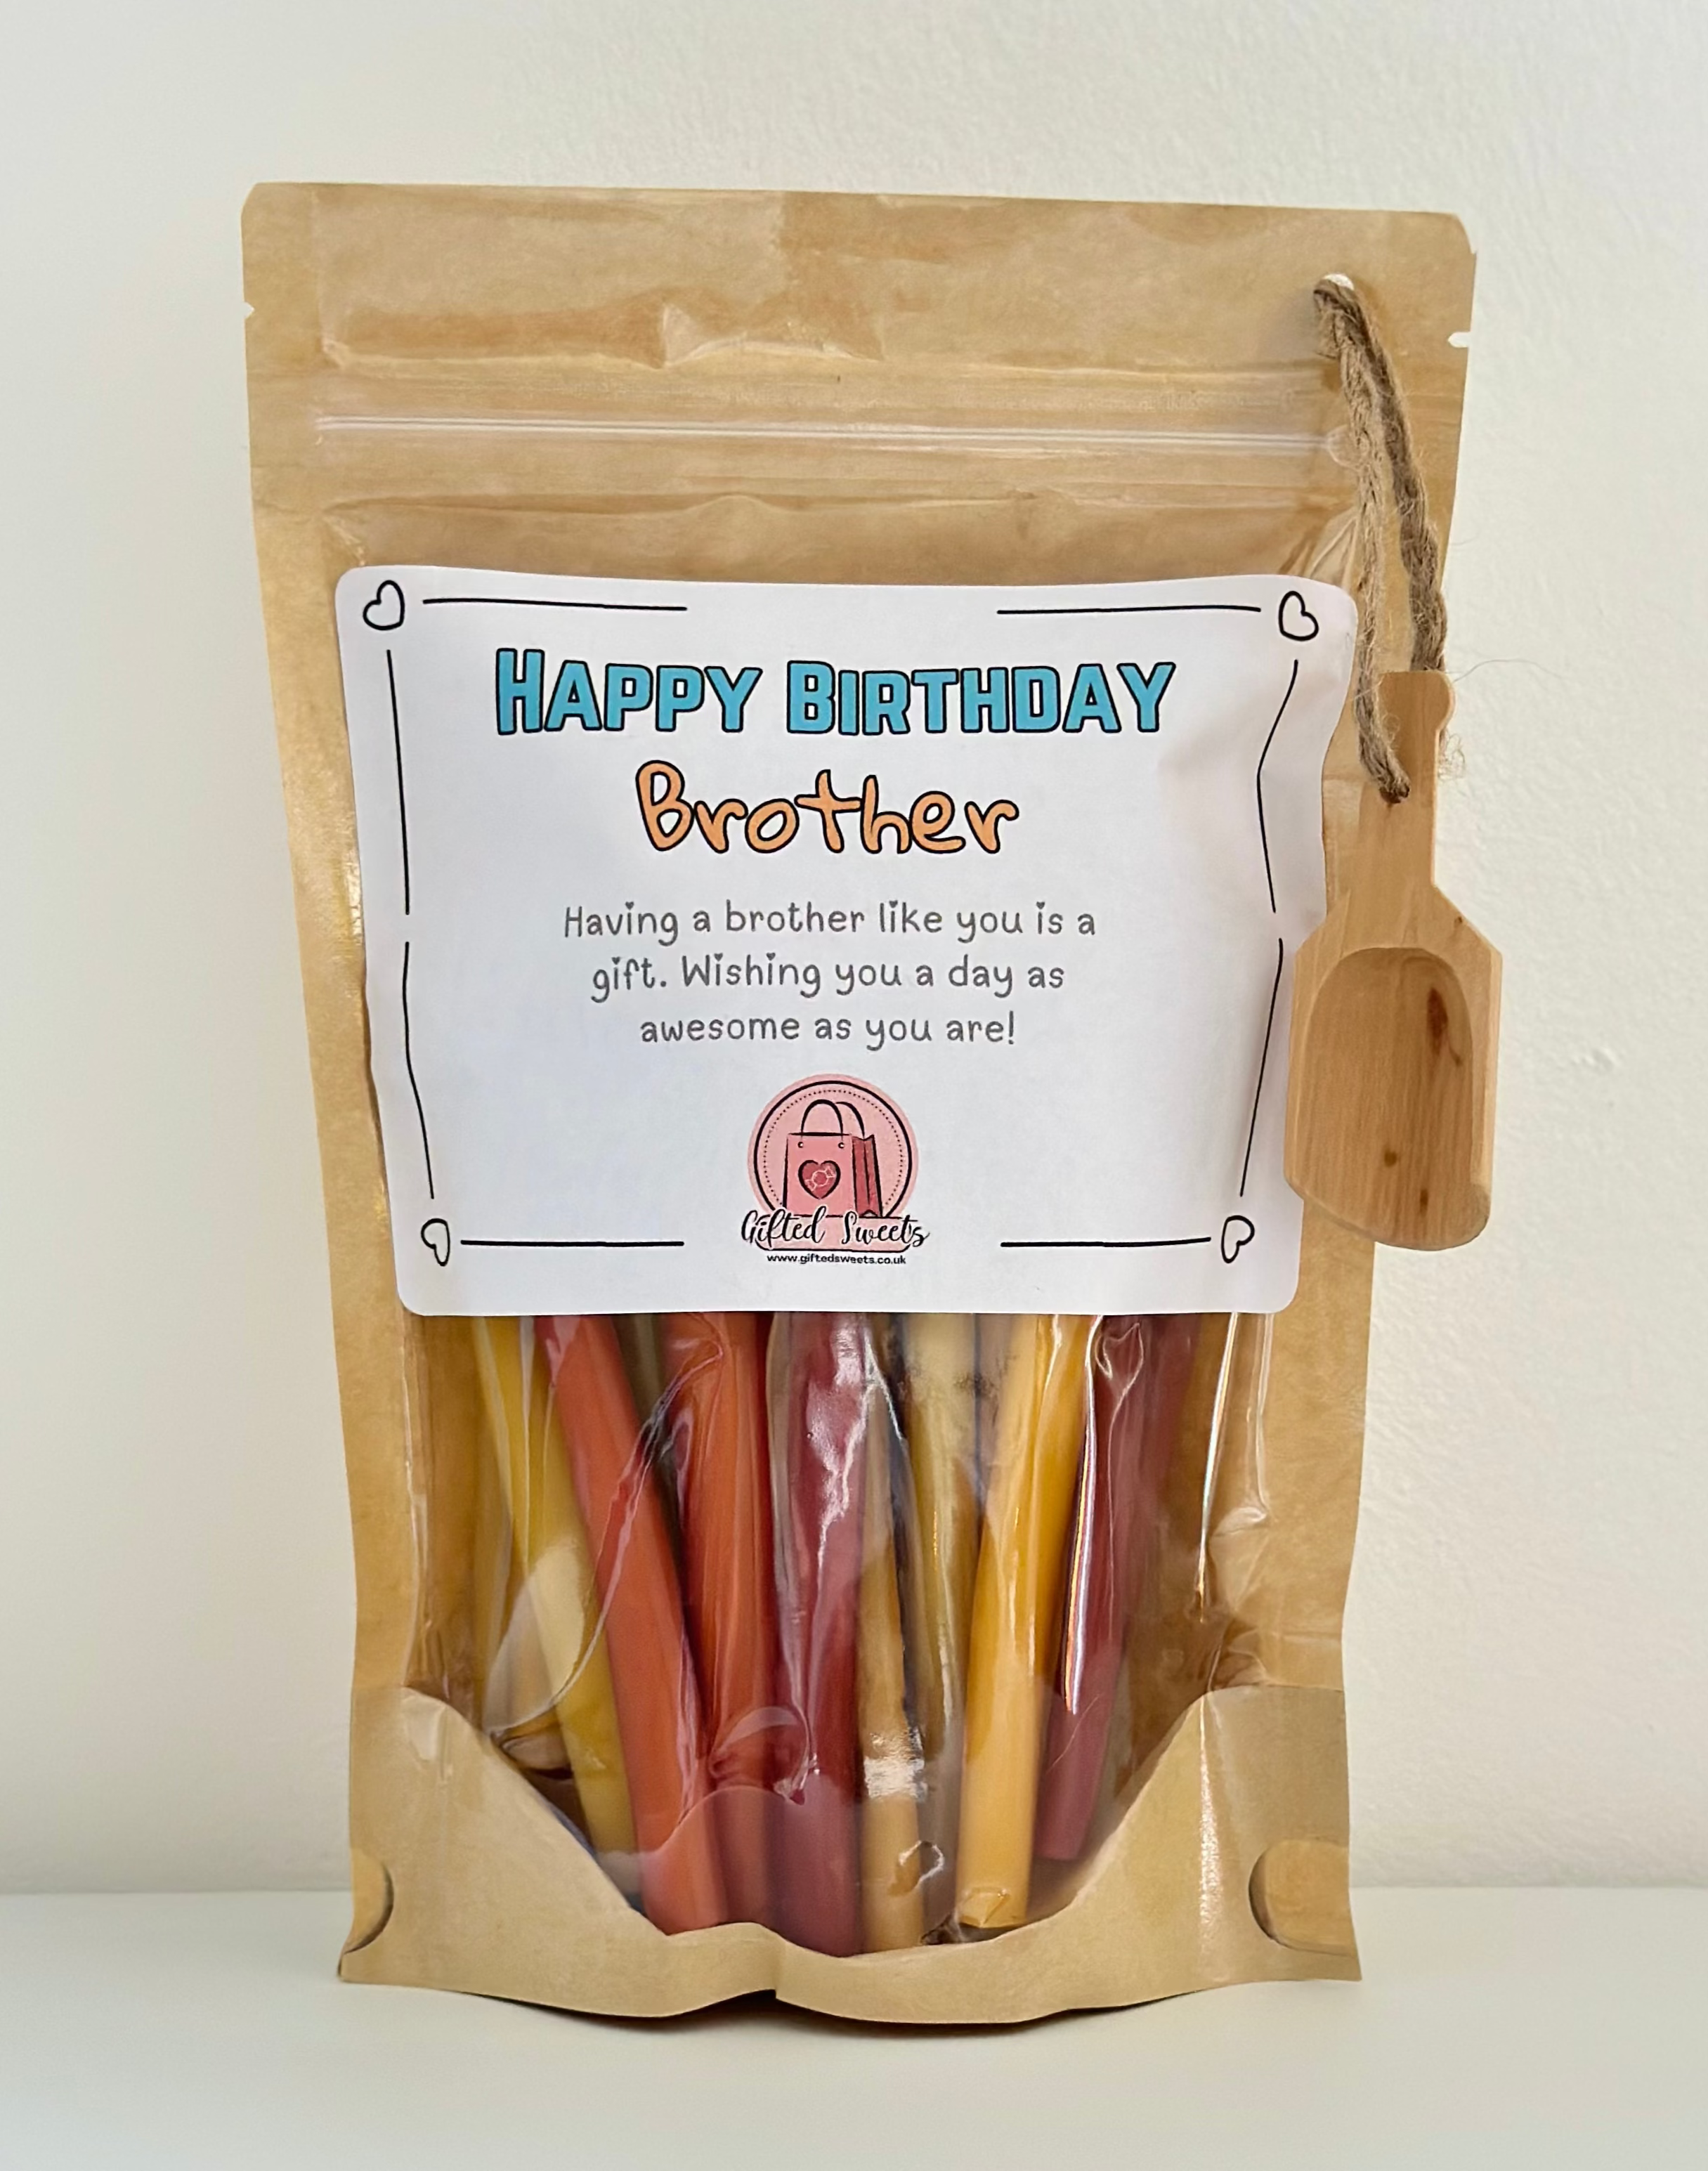 HAPPY BIRTHDAY
Brother
Having a brother like you is a
gift. Wishing you a day as
awesome as you are!
Gifted Sweets
www.giftedsweets.co.uk